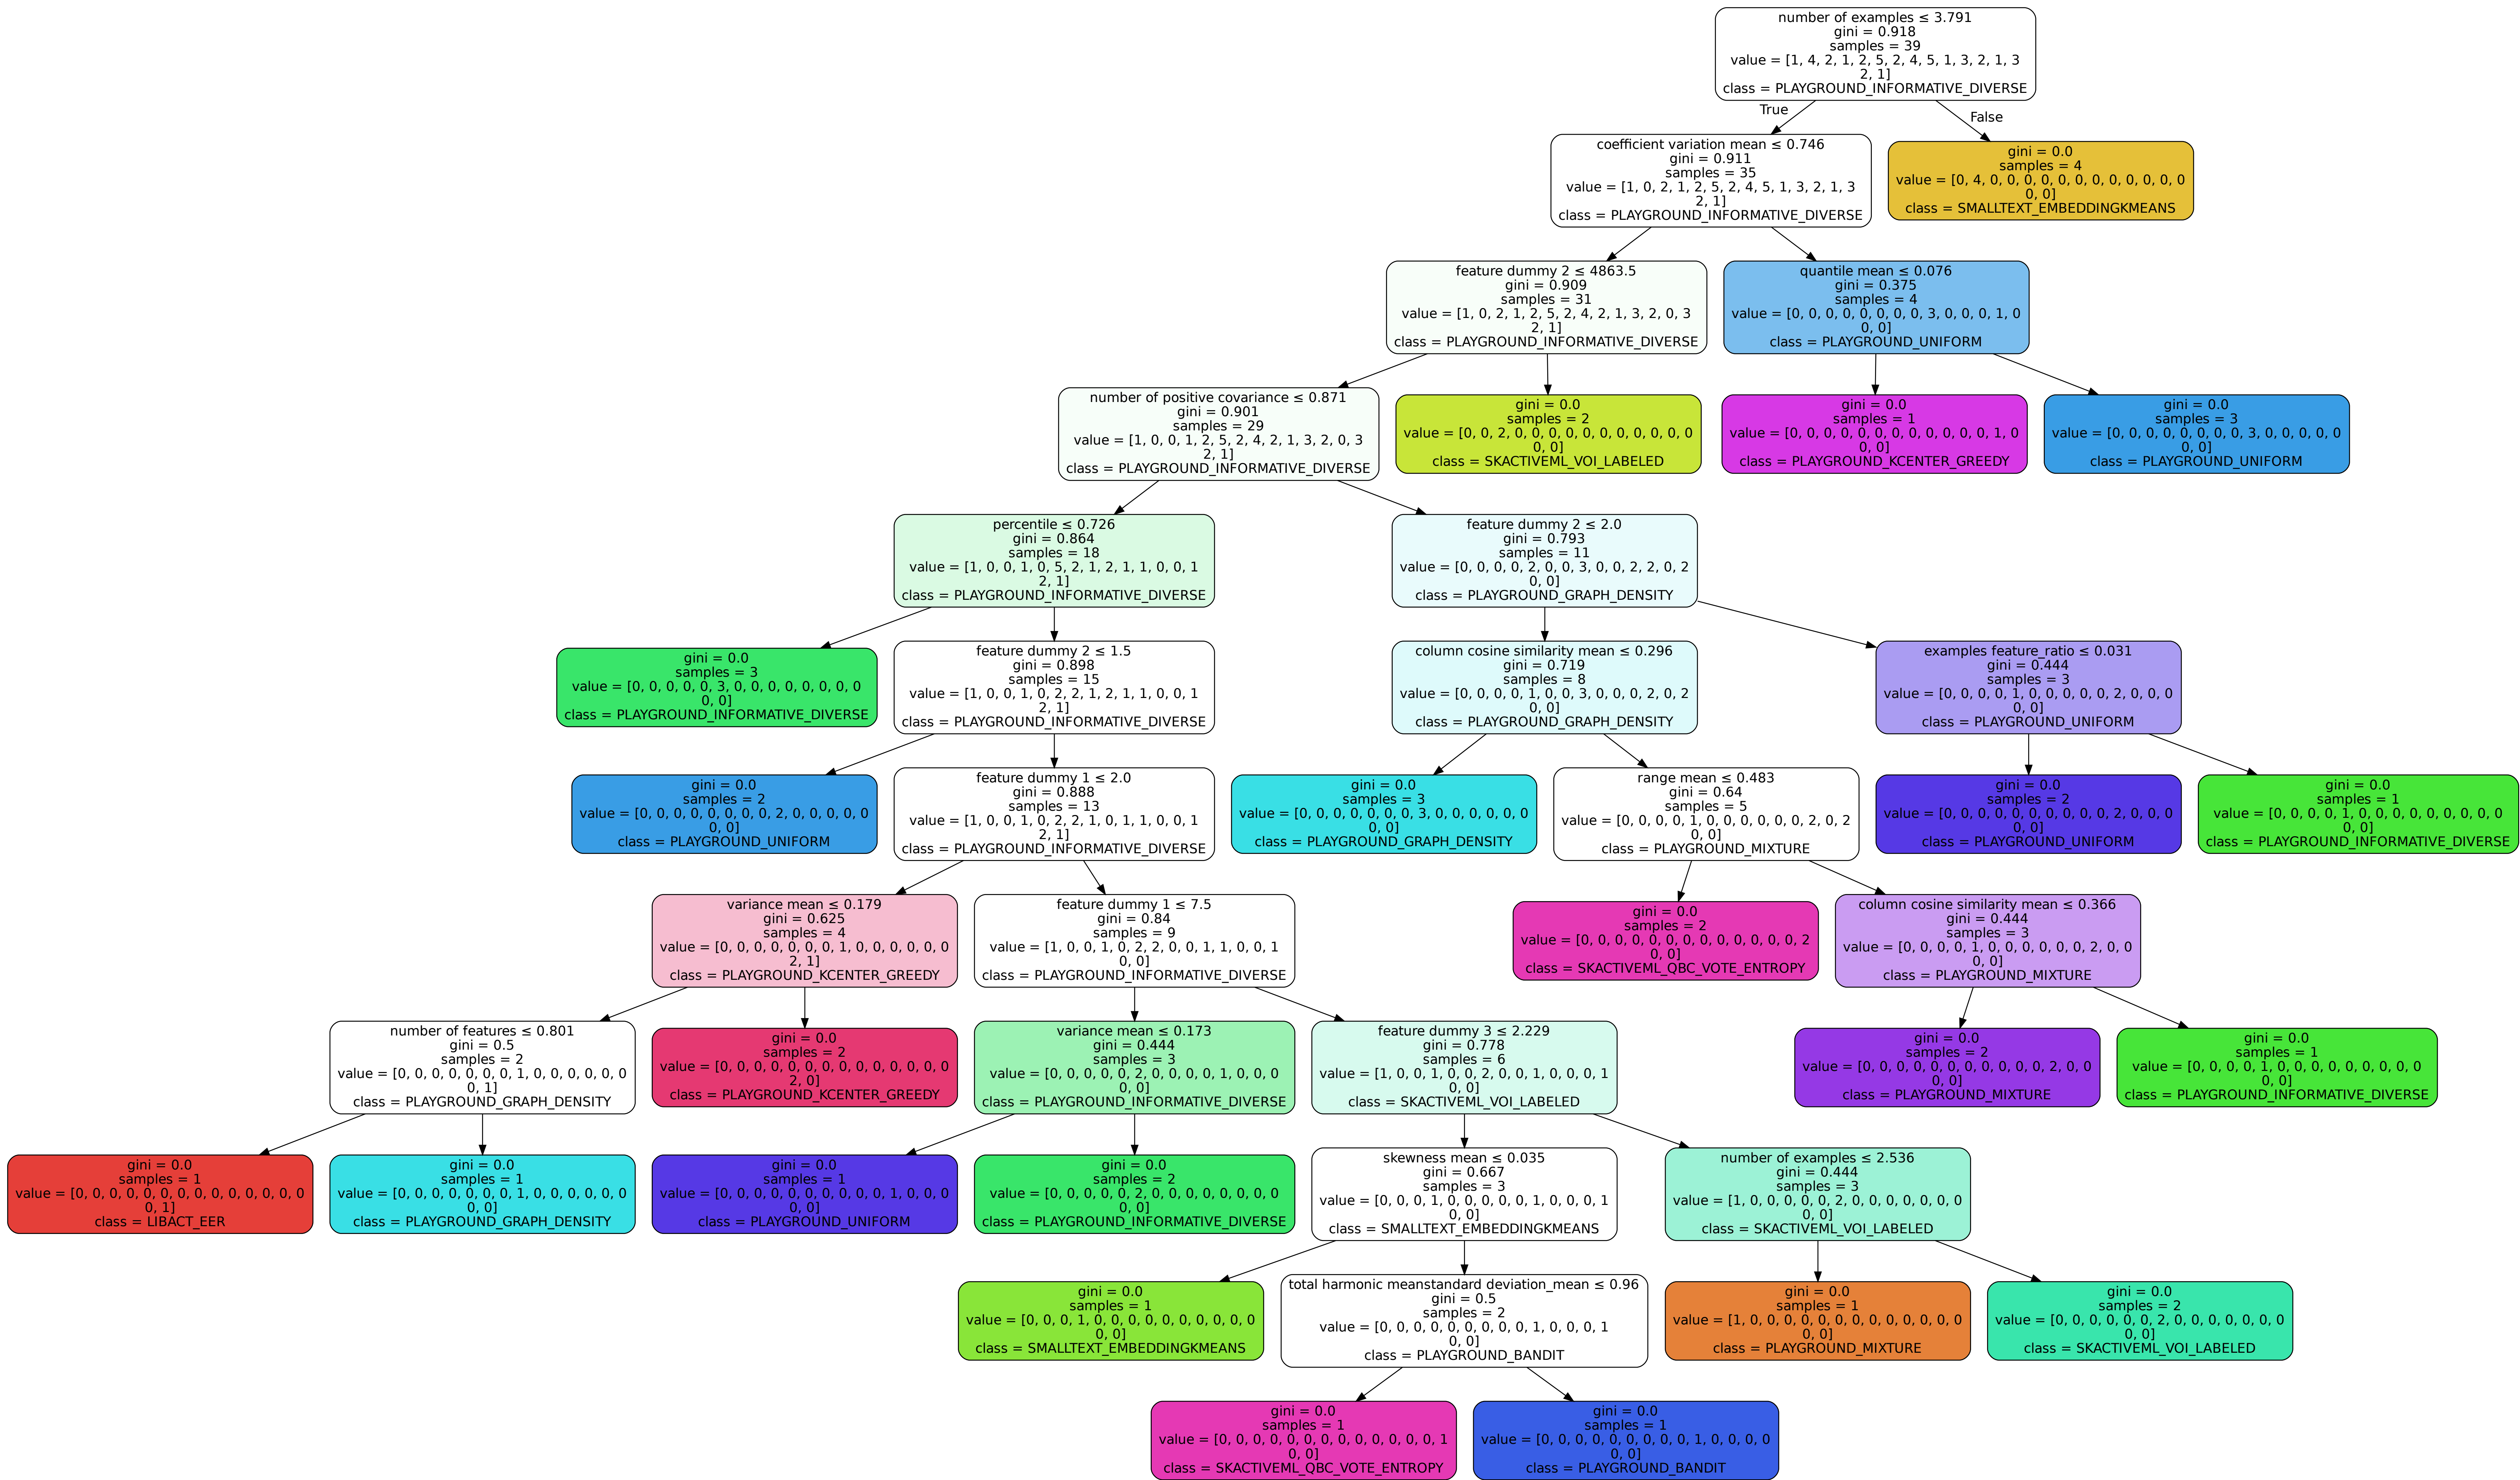 number of examples ≤ 3.791
gini = 0.918
samples = 39
value = [1, 4, 2, 1, 2, 5, 2, 4, 5, 1, 3, 2, 1, 3
2, 1]
class = PLAYGROUND_INFORMATIVE_DIVERSE
True
False
coefficient variation mean ≤ 0.746
gini = 0.911
samples = 35
value = [1, 0, 2, 1, 2, 5, 2, 4, 5, 1, 3, 2, 1, 3
2, 1]
class = PLAYGROUND_INFORMATIVE_DIVERSE
gini = 0.0
samples = 4
value = [0, 4, 0, 0, 0, 0, 0, 0, 0, 0, 0, 0, 0, 0
0, 0]
class = SMALLTEXT_EMBEDDINGKMEANS
feature dummy 2 ≤ 4863.5
gini = 0.909
samples = 31
value = [1, 0, 2, 1, 2, 5, 2, 4, 2, 1, 3, 2, 0, 3
2, 1]
class = PLAYGROUND_INFORMATIVE_DIVERSE
quantile mean ≤ 0.076
gini = 0.375
samples = 4
value = [0, 0, 0, 0, 0, 0, 0, 0, 3, 0, 0, 0, 1, 0
0, 0]
class = PLAYGROUND_UNIFORM
number of positive covariance ≤ 0.871
gini = 0.901
samples = 29
value = [1, 0, 0, 1, 2, 5, 2, 4, 2, 1, 3, 2, 0, 3
2, 1]
class = PLAYGROUND_INFORMATIVE_DIVERSE
gini = 0.0
samples = 2
value = [0, 0, 2, 0, 0, 0, 0, 0, 0, 0, 0, 0, 0, 0
0, 0]
class = SKACTIVEML_VOI_LABELED
gini = 0.0
samples = 1
value = [0, 0, 0, 0, 0, 0, 0, 0, 0, 0, 0, 0, 1, 0
0, 0]
class = PLAYGROUND_KCENTER_GREEDY
gini = 0.0
samples = 3
value = [0, 0, 0, 0, 0, 0, 0, 0, 3, 0, 0, 0, 0, 0
0, 0]
class = PLAYGROUND_UNIFORM
percentile ≤ 0.726
gini = 0.864
samples = 18
value = [1, 0, 0, 1, 0, 5, 2, 1, 2, 1, 1, 0, 0, 1
2, 1]
class = PLAYGROUND_INFORMATIVE_DIVERSE
feature dummy 2 ≤ 2.0
gini = 0.793
samples = 11
value = [0, 0, 0, 0, 2, 0, 0, 3, 0, 0, 2, 2, 0, 2
0, 0]
class = PLAYGROUND_GRAPH_DENSITY
gini = 0.0
samples = 3
value = [0, 0, 0, 0, 0, 3, 0, 0, 0, 0, 0, 0, 0, 0
0, 0]
class = PLAYGROUND_INFORMATIVE_DIVERSE
feature dummy 2 ≤ 1.5
gini = 0.898
samples = 15
value = [1, 0, 0, 1, 0, 2, 2, 1, 2, 1, 1, 0, 0, 1
2, 1]
class = PLAYGROUND_INFORMATIVE_DIVERSE
column cosine similarity mean ≤ 0.296
gini = 0.719
samples = 8
value = [0, 0, 0, 0, 1, 0, 0, 3, 0, 0, 0, 2, 0, 2
0, 0]
class = PLAYGROUND_GRAPH_DENSITY
examples feature_ratio ≤ 0.031
gini = 0.444
samples = 3
value = [0, 0, 0, 0, 1, 0, 0, 0, 0, 0, 2, 0, 0, 0
0, 0]
class = PLAYGROUND_UNIFORM
gini = 0.0
samples = 2
value = [0, 0, 0, 0, 0, 0, 0, 0, 2, 0, 0, 0, 0, 0
0, 0]
class = PLAYGROUND_UNIFORM
feature dummy 1 ≤ 2.0
gini = 0.888
samples = 13
value = [1, 0, 0, 1, 0, 2, 2, 1, 0, 1, 1, 0, 0, 1
2, 1]
class = PLAYGROUND_INFORMATIVE_DIVERSE
gini = 0.0
samples = 3
value = [0, 0, 0, 0, 0, 0, 0, 3, 0, 0, 0, 0, 0, 0
0, 0]
class = PLAYGROUND_GRAPH_DENSITY
range mean ≤ 0.483
gini = 0.64
samples = 5
value = [0, 0, 0, 0, 1, 0, 0, 0, 0, 0, 0, 2, 0, 2
0, 0]
class = PLAYGROUND_MIXTURE
gini = 0.0
samples = 2
value = [0, 0, 0, 0, 0, 0, 0, 0, 0, 0, 2, 0, 0, 0
0, 0]
class = PLAYGROUND_UNIFORM
gini = 0.0
samples = 1
value = [0, 0, 0, 0, 1, 0, 0, 0, 0, 0, 0, 0, 0, 0
0, 0]
class = PLAYGROUND_INFORMATIVE_DIVERSE
variance mean ≤ 0.179
gini = 0.625
samples = 4
value = [0, 0, 0, 0, 0, 0, 0, 1, 0, 0, 0, 0, 0, 0
2, 1]
class = PLAYGROUND_KCENTER_GREEDY
feature dummy 1 ≤ 7.5
gini = 0.84
samples = 9
value = [1, 0, 0, 1, 0, 2, 2, 0, 0, 1, 1, 0, 0, 1
0, 0]
class = PLAYGROUND_INFORMATIVE_DIVERSE
gini = 0.0
samples = 2
value = [0, 0, 0, 0, 0, 0, 0, 0, 0, 0, 0, 0, 0, 2
0, 0]
class = SKACTIVEML_QBC_VOTE_ENTROPY
column cosine similarity mean ≤ 0.366
gini = 0.444
samples = 3
value = [0, 0, 0, 0, 1, 0, 0, 0, 0, 0, 0, 2, 0, 0
0, 0]
class = PLAYGROUND_MIXTURE
number of features ≤ 0.801
gini = 0.5
samples = 2
value = [0, 0, 0, 0, 0, 0, 0, 1, 0, 0, 0, 0, 0, 0
0, 1]
class = PLAYGROUND_GRAPH_DENSITY
gini = 0.0
samples = 2
value = [0, 0, 0, 0, 0, 0, 0, 0, 0, 0, 0, 0, 0, 0
2, 0]
class = PLAYGROUND_KCENTER_GREEDY
variance mean ≤ 0.173
gini = 0.444
samples = 3
value = [0, 0, 0, 0, 0, 2, 0, 0, 0, 0, 1, 0, 0, 0
0, 0]
class = PLAYGROUND_INFORMATIVE_DIVERSE
feature dummy 3 ≤ 2.229
gini = 0.778
samples = 6
value = [1, 0, 0, 1, 0, 0, 2, 0, 0, 1, 0, 0, 0, 1
0, 0]
class = SKACTIVEML_VOI_LABELED
gini = 0.0
samples = 2
value = [0, 0, 0, 0, 0, 0, 0, 0, 0, 0, 0, 2, 0, 0
0, 0]
class = PLAYGROUND_MIXTURE
gini = 0.0
samples = 1
value = [0, 0, 0, 0, 1, 0, 0, 0, 0, 0, 0, 0, 0, 0
0, 0]
class = PLAYGROUND_INFORMATIVE_DIVERSE
gini = 0.0
samples = 1
value = [0, 0, 0, 0, 0, 0, 0, 0, 0, 0, 0, 0, 0, 0
0, 1]
class = LIBACT_EER
gini = 0.0
samples = 1
value = [0, 0, 0, 0, 0, 0, 0, 1, 0, 0, 0, 0, 0, 0
0, 0]
class = PLAYGROUND_GRAPH_DENSITY
gini = 0.0
samples = 1
value = [0, 0, 0, 0, 0, 0, 0, 0, 0, 0, 1, 0, 0, 0
0, 0]
class = PLAYGROUND_UNIFORM
gini = 0.0
samples = 2
value = [0, 0, 0, 0, 0, 2, 0, 0, 0, 0, 0, 0, 0, 0
0, 0]
class = PLAYGROUND_INFORMATIVE_DIVERSE
skewness mean ≤ 0.035
gini = 0.667
samples = 3
value = [0, 0, 0, 1, 0, 0, 0, 0, 0, 1, 0, 0, 0, 1
0, 0]
class = SMALLTEXT_EMBEDDINGKMEANS
number of examples ≤ 2.536
gini = 0.444
samples = 3
value = [1, 0, 0, 0, 0, 0, 2, 0, 0, 0, 0, 0, 0, 0
0, 0]
class = SKACTIVEML_VOI_LABELED
gini = 0.0
samples = 1
value = [0, 0, 0, 1, 0, 0, 0, 0, 0, 0, 0, 0, 0, 0
0, 0]
class = SMALLTEXT_EMBEDDINGKMEANS
total harmonic meanstandard deviation_mean ≤ 0.96
gini = 0.5
samples = 2
value = [0, 0, 0, 0, 0, 0, 0, 0, 0, 1, 0, 0, 0, 1
0, 0]
class = PLAYGROUND_BANDIT
gini = 0.0
samples = 1
value = [1, 0, 0, 0, 0, 0, 0, 0, 0, 0, 0, 0, 0, 0
0, 0]
class = PLAYGROUND_MIXTURE
gini = 0.0
samples = 2
value = [0, 0, 0, 0, 0, 0, 2, 0, 0, 0, 0, 0, 0, 0
0, 0]
class = SKACTIVEML_VOI_LABELED
gini = 0.0
samples = 1
value = [0, 0, 0, 0, 0, 0, 0, 0, 0, 0, 0, 0, 0, 1
0, 0]
class = SKACTIVEML_QBC_VOTE_ENTROPY
gini = 0.0
samples = 1
value = [0, 0, 0, 0, 0, 0, 0, 0, 0, 1, 0, 0, 0, 0
0, 0]
class = PLAYGROUND_BANDIT